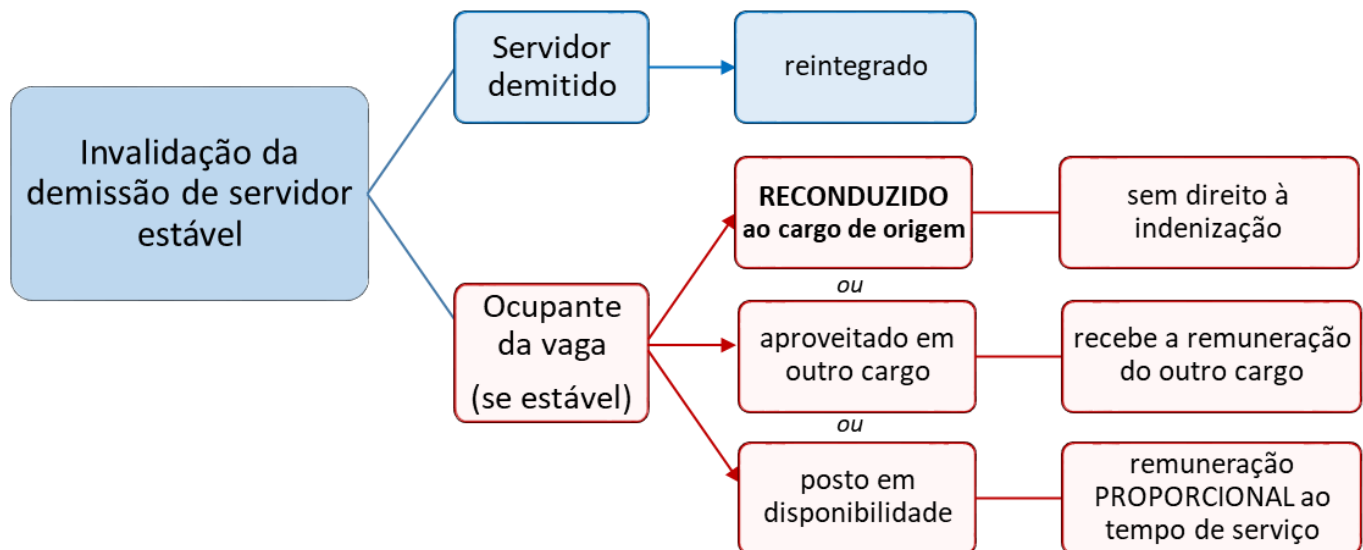 Invalidação da
demissão de servidor
estável
Servidor
demitido
reintegrado
Ocupante
da vaga
(se estável)
RECONDUZIDO
ao cargo de origem
sem direito à
indenização
ou
aproveitado em
outro cargo
recebe a remuneração
do outro cargo
ou
posto em
disponibilidade
remuneração
PROPORCIONAL ao
tempo de serviço